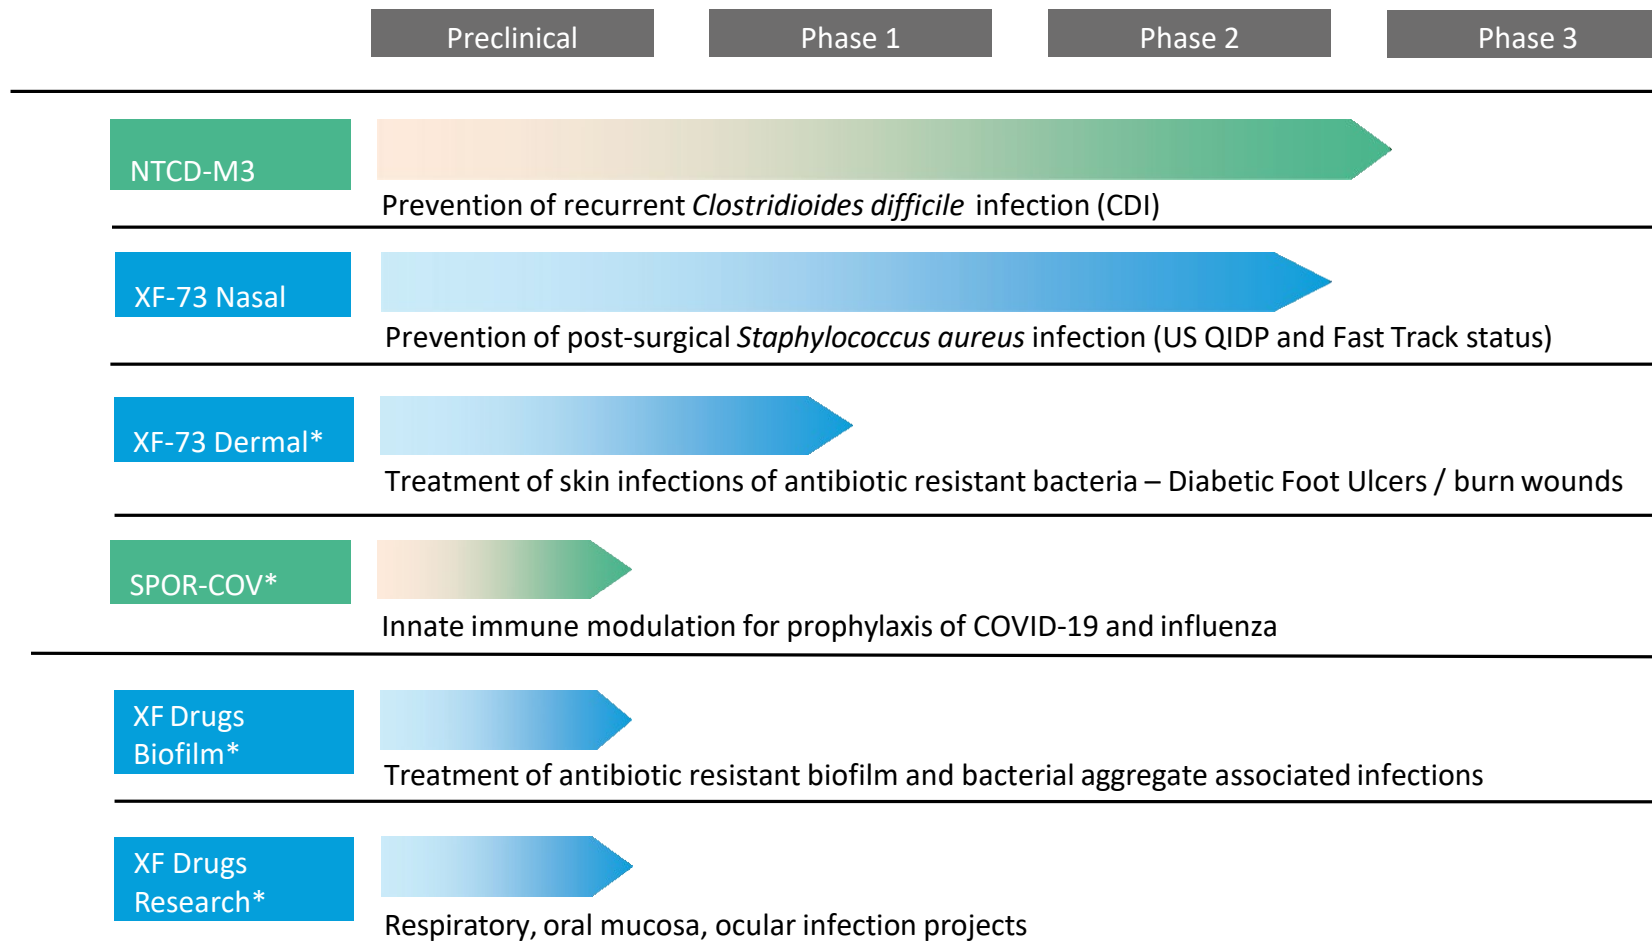 Preclinical Phase 1 Phase 2 Phase 3
NTCD-M3
Prevention of recurrent Clostridioides difficile infection (CDI)
XF-73 Nasal
Prevention of post-surgical Staphylococcus aureus infection (US QIDP and Fast Track status)
XF-73 Dermal*
Treatment of skin infections of antibiotic resistant bacteria – Diabetic Foot Ulcers / burn wounds
SPOR-COV*
Innate immune modulation for prophylaxis of COVID-19 and influenza
XF Drugs
Biofilm*
Treatment of antibiotic resistant biofilm and bacterial aggregate associated infections
XF Drugs
Research*
Respiratory, oral mucosa, ocular infection projects